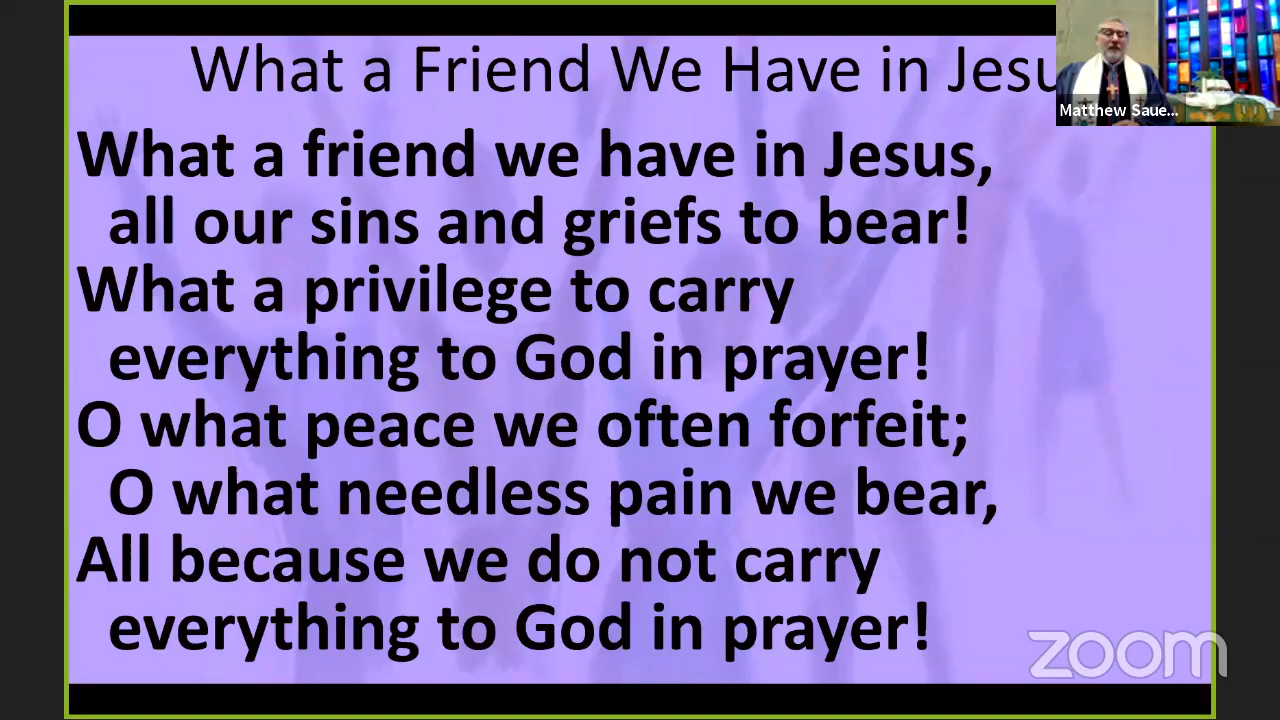 What a Friend We Have in Jesu
Matthew Saue...
What a friend we have in Jesus,
all our sins and griefs to bear!
What a privilege to carry
everything to God in prayer!
O what peace we often forfeit;
O what needless pain we bear,
All because we do not carry
everything to God in prayer!
zoom